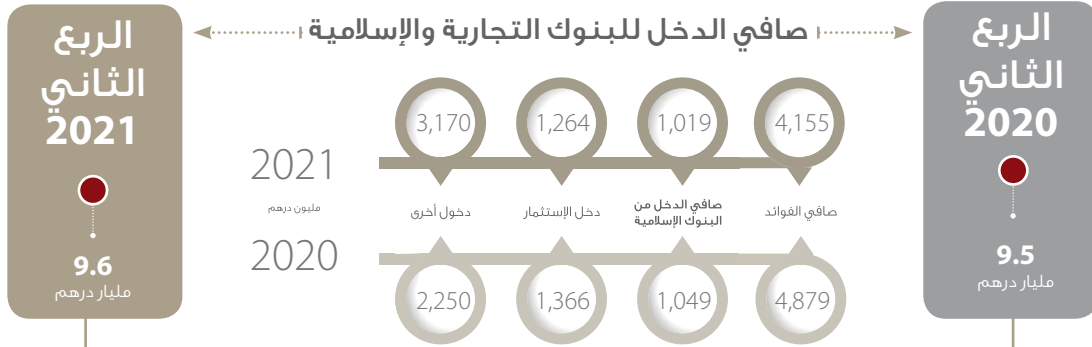 صافي الدخل للبنوك التجارية والإسلامية
الربع
الثاني
2020
9.5
مليار درهم
الربع
الثاني
2021
9.6
مليار درهم
4,155
1,019
1,264
3,170
2021
مليون درهم
2020
صافي الفوائد
صافي الدخل من
البنوك الإسلامية
دخل الإستثمار
دخول أخرى
4,879
1,049
1,366
2,250